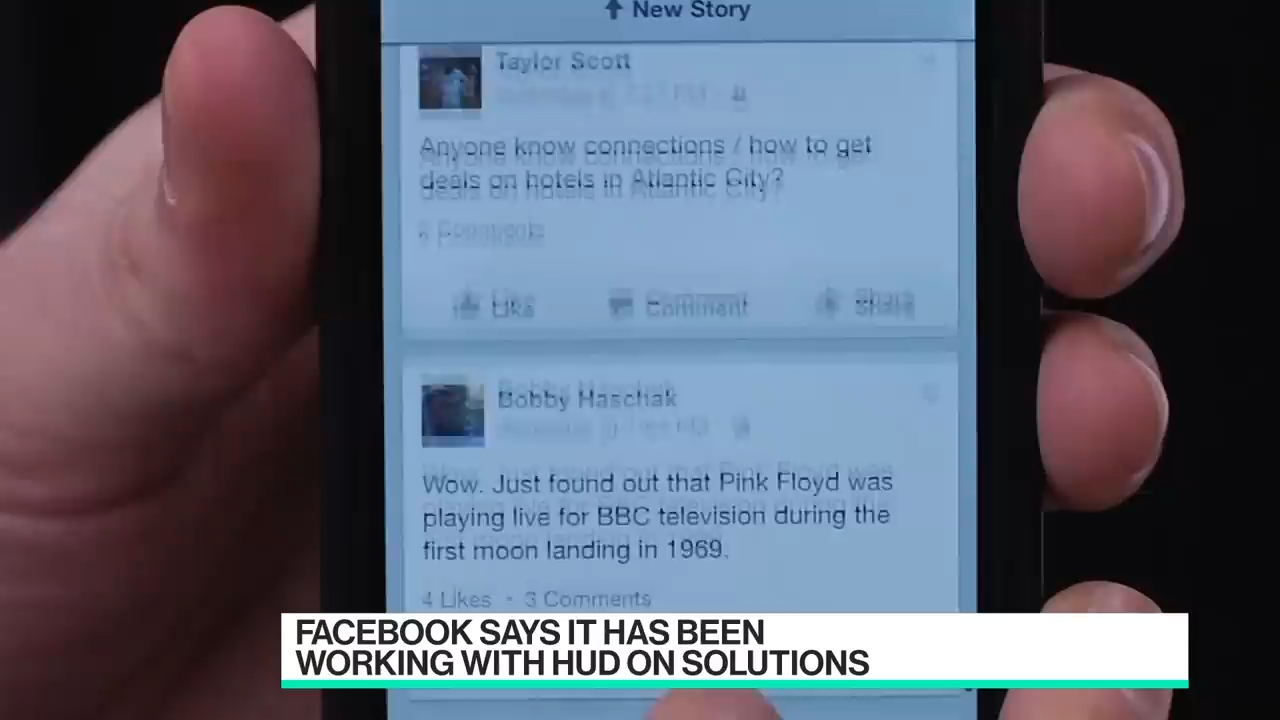 New Story
Taylor Scott
Anyone know connections / how to get
deals on hotels in Atlantic City?
Comments
Like Comment Share
Bobby Haschak
Wow. Just found out that Pink Floyd was
playing live for BBC television during the
first moon landing in 1969.
4 Likes · 3 Comments
FACEBOOK SAYS IT HAS BEEN
WORKING WITH HUD ON SOLUTIONS